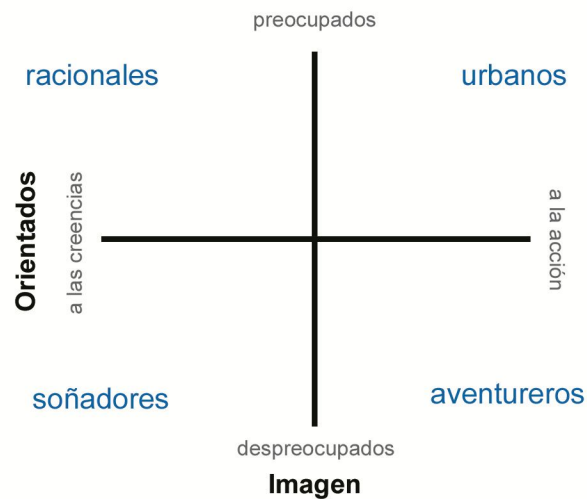 preocupados
racionales
urbanos
Orientados
a las creencias
a la acción
soñadores
aventureros
despreocupados
Imagen